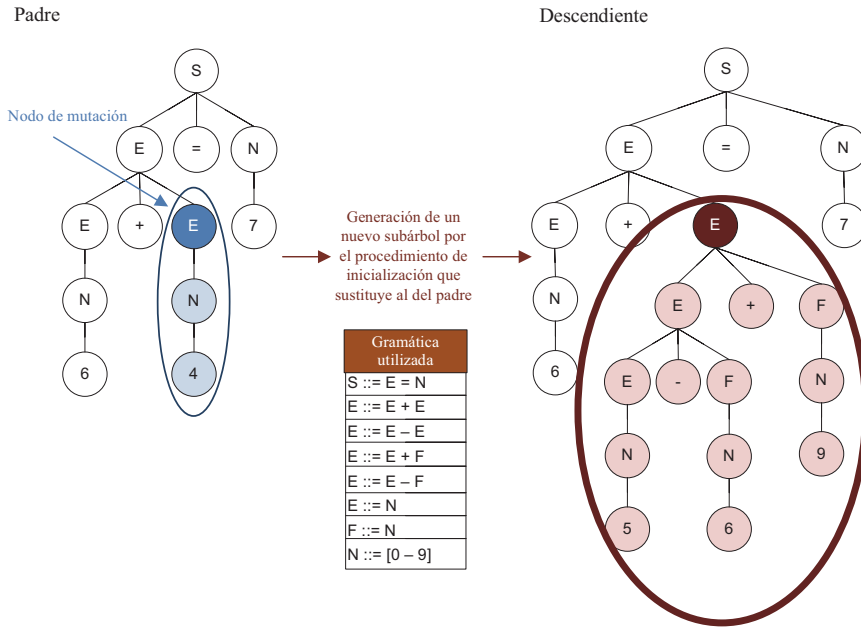 Padre
Descendiente
Nodo de mutación
S
E = N
E + E 7
N N
6 4
Generación de un
nuevo subárbol por
el procedimiento de
inicialización que
sustituye al del padre
Gramática
utilizada
S ::= E = N
E ::= E + E
E ::= E – E
E ::= E + F
E ::= E – F
E ::= N
F ::= N
N ::= [0 – 9]
S
E = N
E + E 7
N E + F
6 E - F N
N N 9
5 6